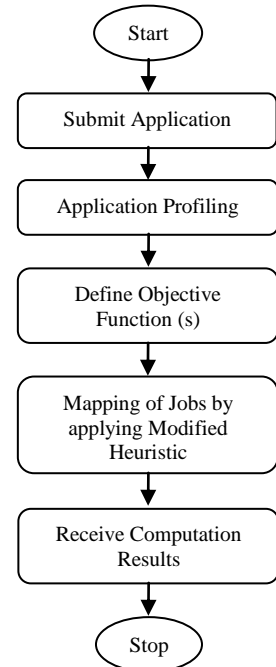 Start
Submit Application
Application Profiling
Define Objective
Function (s)
Mapping of Jobs by
applying Modified
Heuristic
Receive Computation
Results
Stop